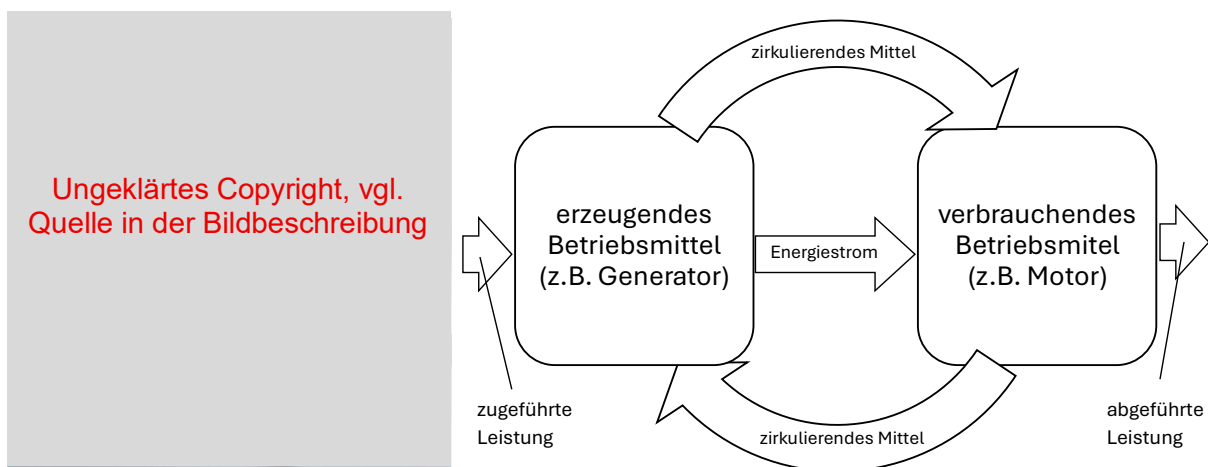 Ungeklärtes Copyright, vgl.
Quelle in der Bildbeschreibung
zirkulierendes Mittel
erzeugendes
Betriebsmittel
(z.B. Generator)
Energiestrom
verbrauchendes
Betriebsmitel
(z.B. Motor)
zugeführte
Leistung
zirkulierendes Mittel
abgeführte
Leistung